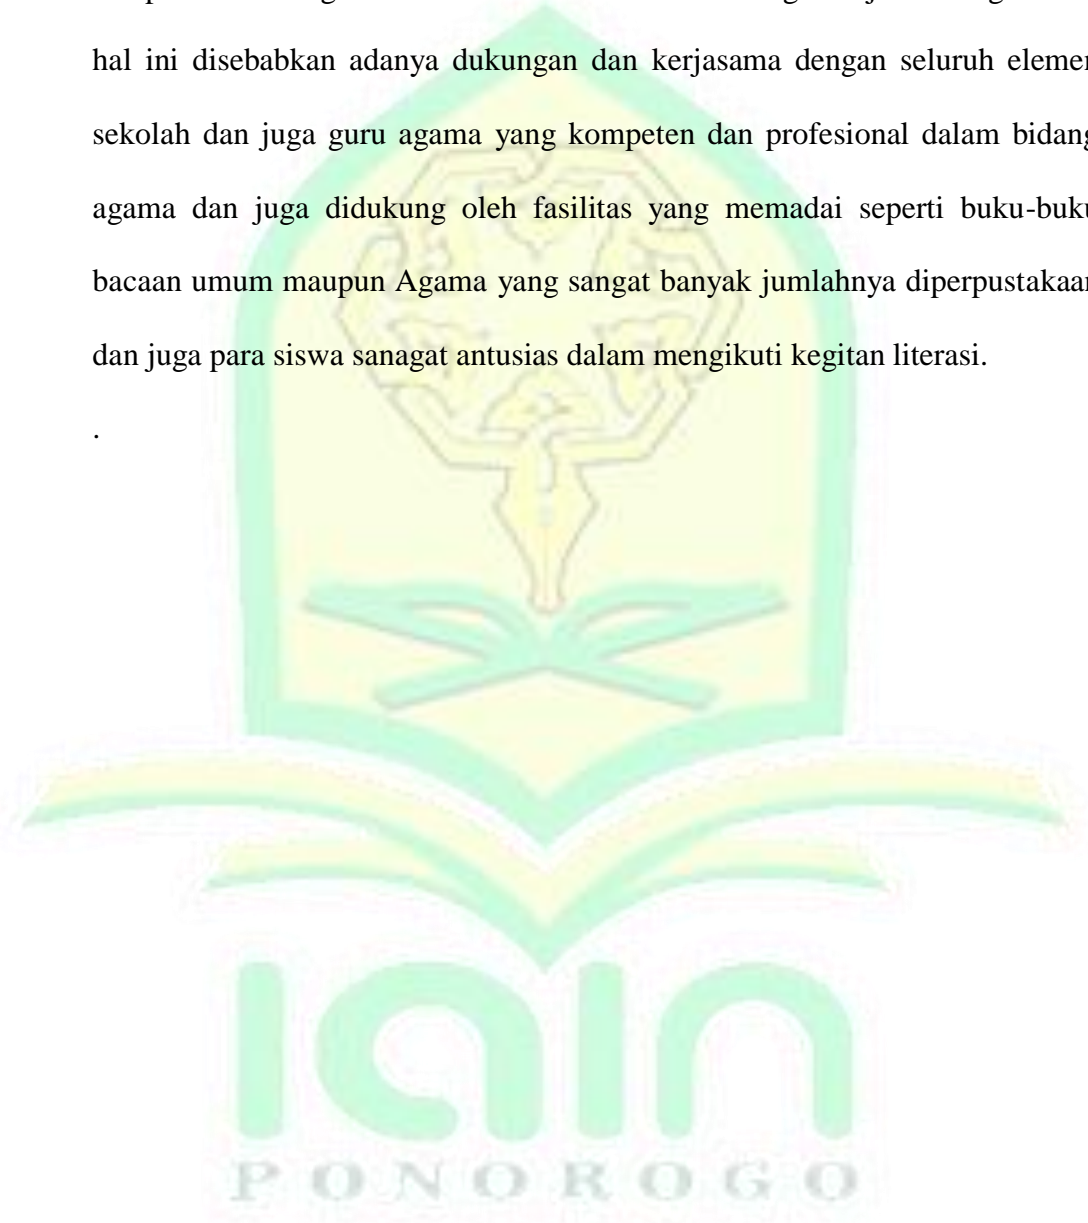 hal ini disebabkan adanya dukungan dan kerjasama dengan seluruh elemen
sekolah dan juga guru agama yang kompeten dan profesional dalam bidang
agama dan juga didukung oleh fasilitas yang memadai seperti buku-buku
bacaan umum maupun Agama yang sangat banyak jumlahnya diperpustakaan
dan juga para siswa sanagat antusias dalam mengikuti kegitan literasi.
.
iain
PONOROGO